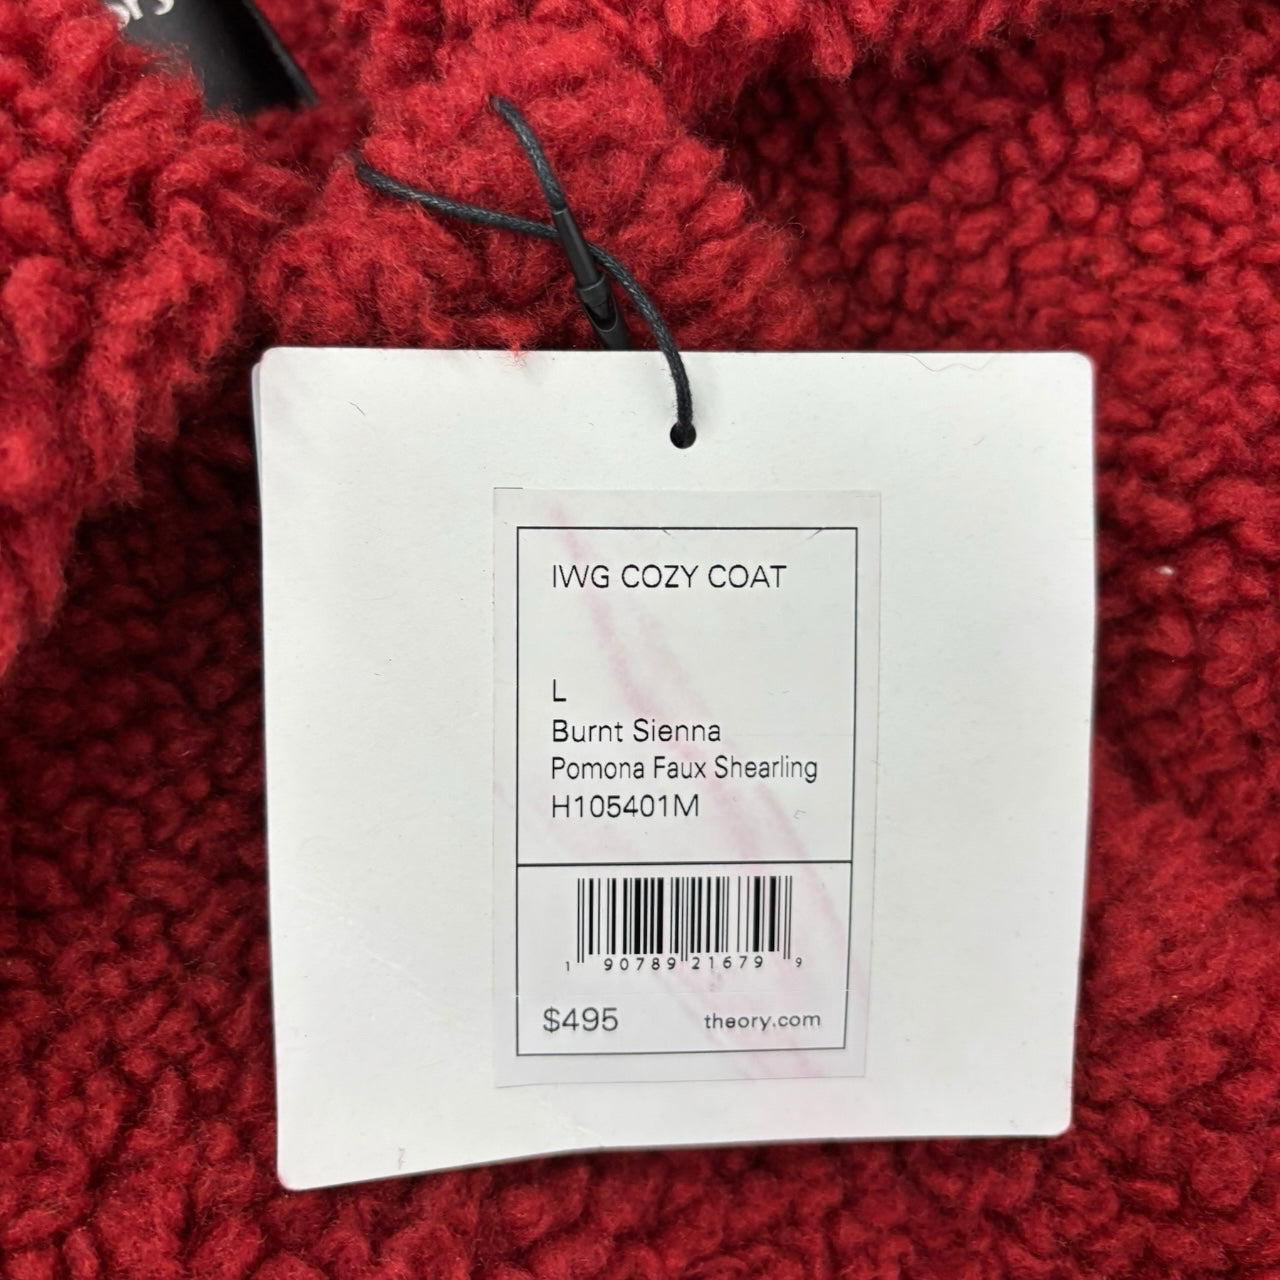 IWG COZY COAT
L
Burnt Sienna
Pomona Faux Shearling
H105401M
1 90789 21679 9
$495 theory.com